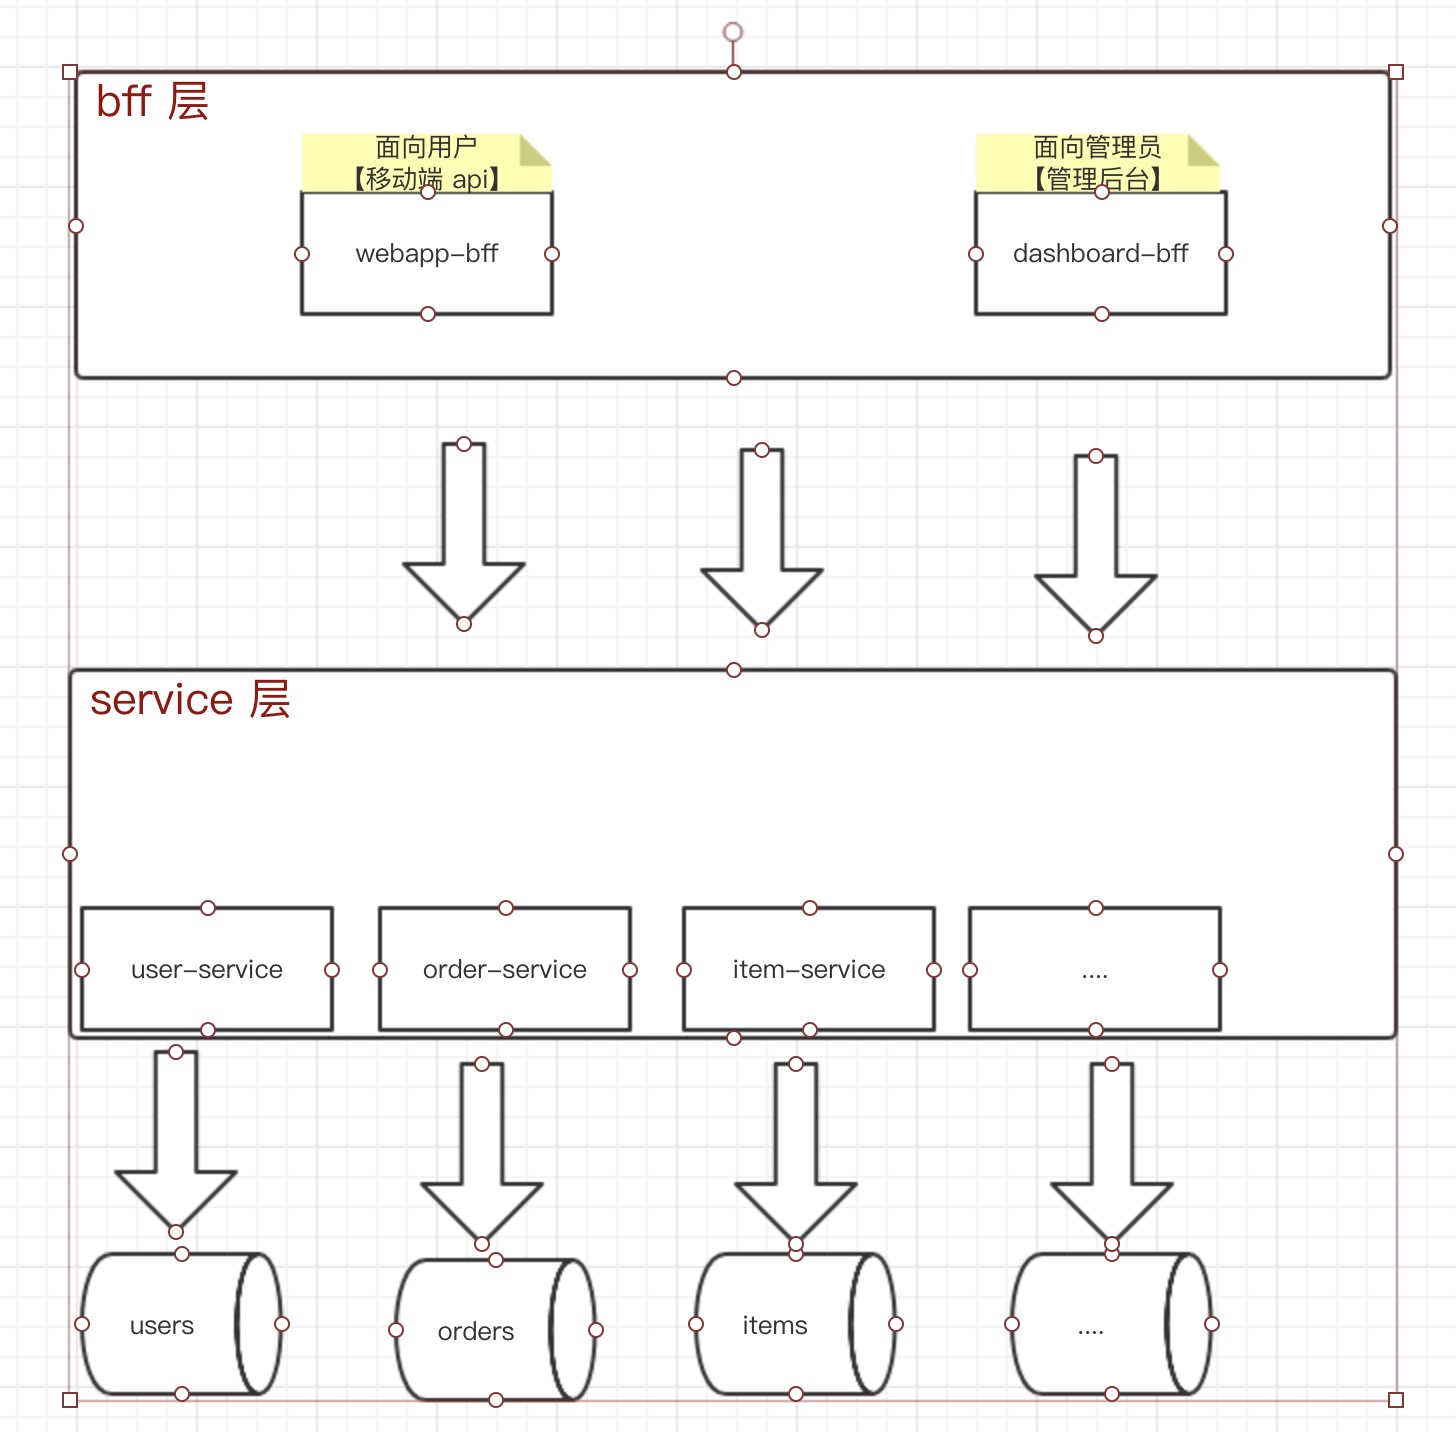 bff 层
面向用户
【移动端 api】
面向管理员
【管理后台】
webapp-bff
dashboard-bff
service 层
user-service
order-service
item-service
....
users
orders
items
....